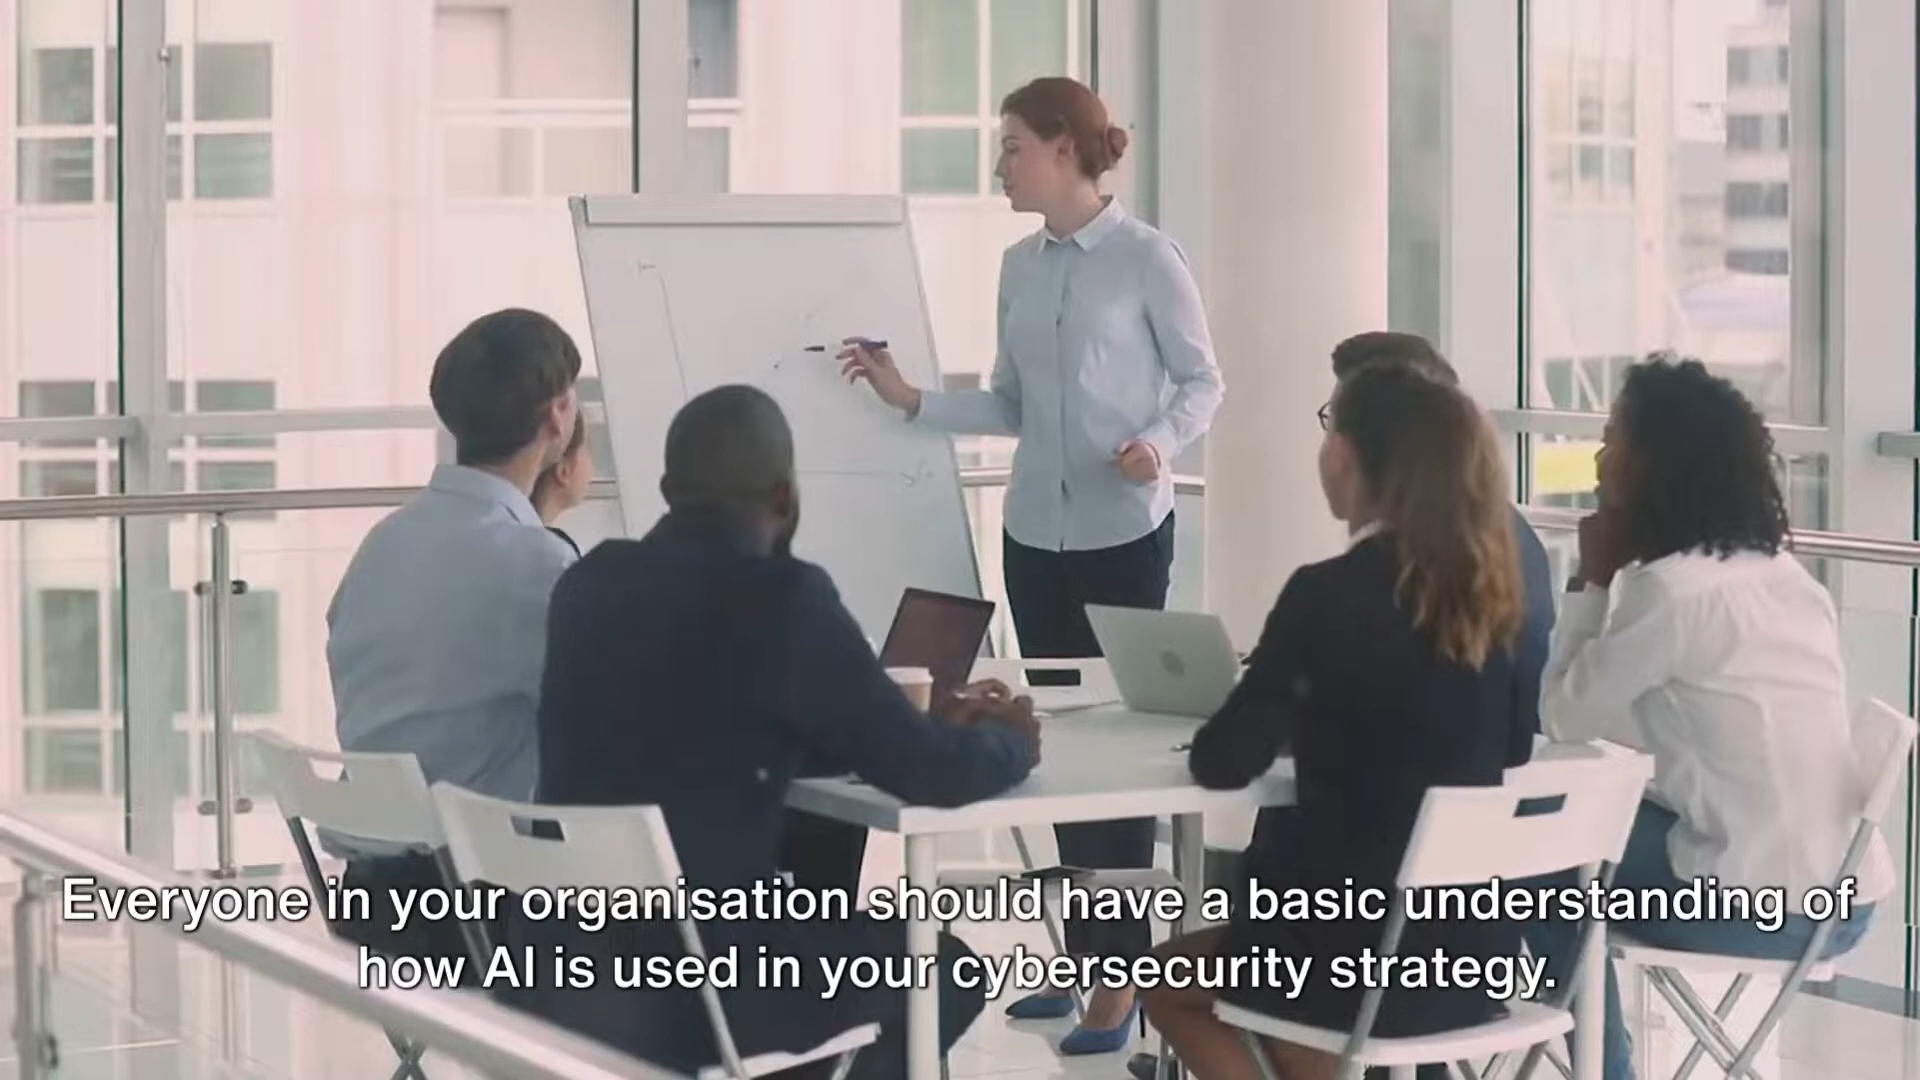 Everyone in your organisation should have a basic understanding of
how AI is used in your cybersecurity strategy.